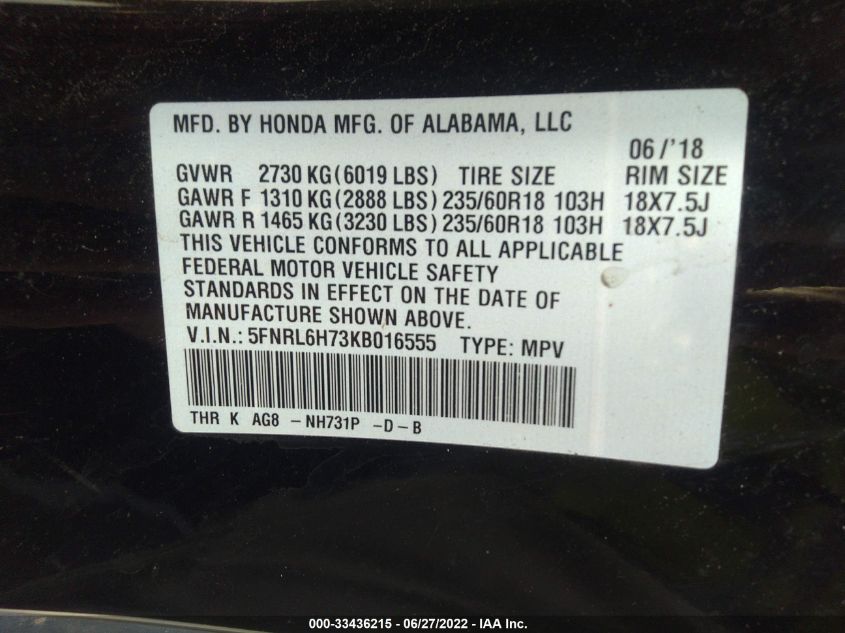 MFD. BY HONDA MFG. OF ALABAMA, LLC
06/'18
GVWR 2730 KG(6019 LBS) TIRE SIZE RIM SIZE
GAWR F 1310 KG(2888 LBS) 235/60R18 103H 18X7.5J
GAWR R 1465 KG(3230 LBS) 235/60R18 103H 18X7.5J
THIS VEHICLE CONFORMS TO ALL APPLICABLE
FEDERAL MOTOR VEHICLE SAFETY
STANDARDS IN EFFECT ON THE DATE OF
MANUFACTURE SHOWN ABOVE.
V.I.N.: 5FNRL6H73KB016555 TYPE: MPV
THR K AG8 -NH731P -D-B
000-33436215 - 06/27/2022 - IAA Inc.